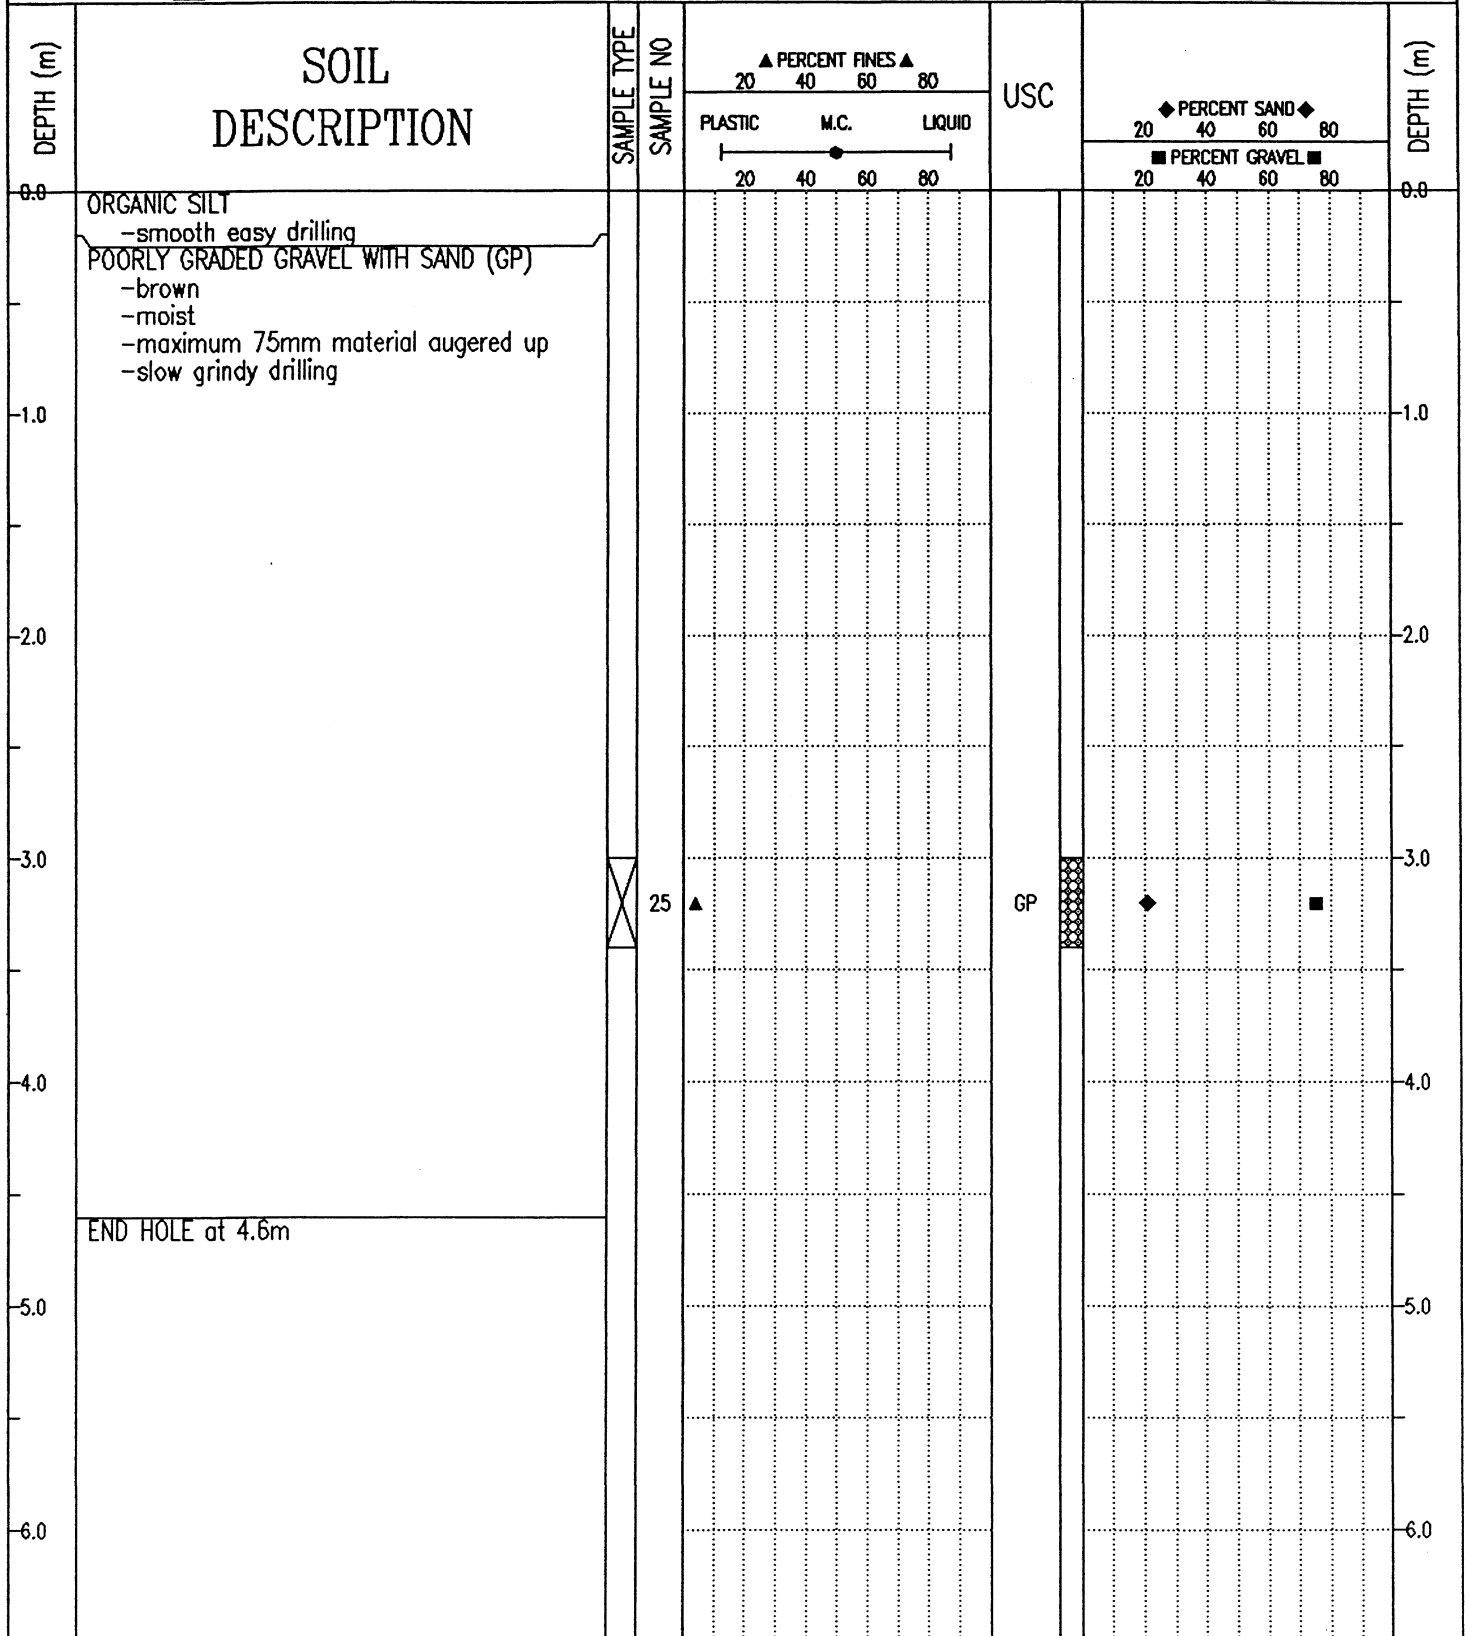 DEPTH (m)
SOIL
DESCRIPTION
SAMPLE TYPE
SAMPLE NO
▲ PERCENT FINES ▲
20 40 60 80
PLASTIC M.C. LIQUID
20 40 60 80
USC
◆ PERCENT SAND ◆
20 40 60 80
■ PERCENT GRAVEL ■
20 40 60 80
DEPTH (m)
0.0 0.0
ORGANIC SILT
-smooth easy drilling
POORLY GRADED GRAVEL WITH SAND (GP)
-brown
-moist
-maximum 75mm material augered up
-slow grindy drilling
1.0 1.0
2.0 2.0
3.0 3.0
25 GP
4.0 4.0
END HOLE at 4.6m
5.0 5.0
6.0 6.0